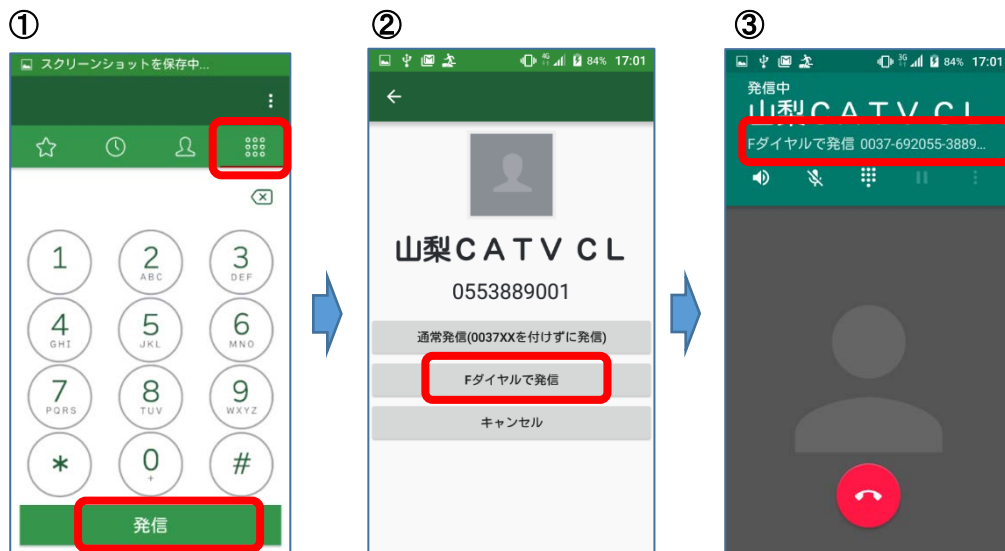 ①
スクリーンショットを保存中...
1
2
ABC
3
DEF
4
GHI
5
JKL
6
MNO
7
PQRS
8
TUV
9
WXYZ
*
0
+
#
発信
②
4G 84% 17:01
山梨CATV CL
0553889001
通常発信(0037XXを付けずに発信)
Fダイヤルで発信
キャンセル
③
3G 84% 17:01
発信中
山梨CATV CL
Fダイヤルで発信 0037-692055-3889...